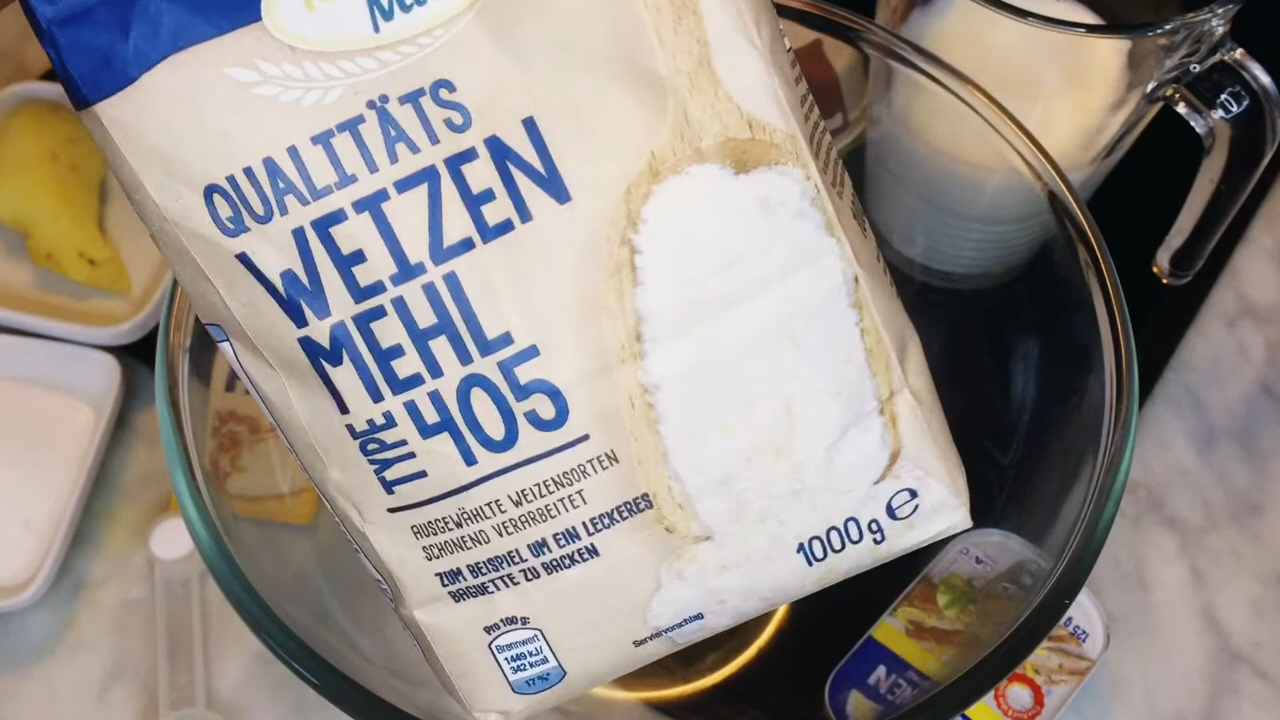 QUALITÄTS
WEIZEN
MEHL
TYPE 405
AUSGEWÄHLTE WEIZENSORTEN
SCHONEND VERARBEITET
ZUM BEISPIEL UM EIN LECKERES
BAGUETTE ZU BACKEN
1000g e
Pro 100 g:
Brennwert
1449 kJ/
342 kcal
17%*
Serviervorschlag
125 g